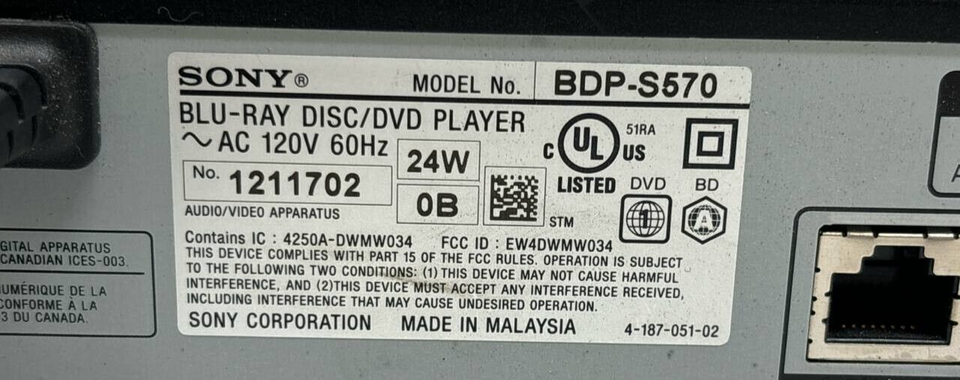 SONY® MODEL No. BDP-S570
BLU-RAY DISC/DVD PLAYER
～ AC 120V 60Hz 24W
No. 1211702 0B
AUDIO/VIDEO APPARATUS
C UL US 51RA
LISTED DVD BD
STM 1 A
Contains IC : 4250A-DWMW034 FCC ID : EW4DWMW034
THIS DEVICE COMPLIES WITH PART 15 OF THE FCC RULES. OPERATION IS SUBJECT
TO THE FOLLOWING TWO CONDITIONS: (1) THIS DEVICE MAY NOT CAUSE HARMFUL
INTERFERENCE, AND (2)THIS DEVICE MUST ACCEPT ANY INTERFERENCE RECEIVED,
INCLUDING INTERFERENCE THAT MAY CAUSE UNDESIRED OPERATION.
SONY CORPORATION MADE IN MALAYSIA 4-187-051-02
APPARATUS
CANADIAN ICES-003.
DE LA
CONFORME À LA
DU CANADA.